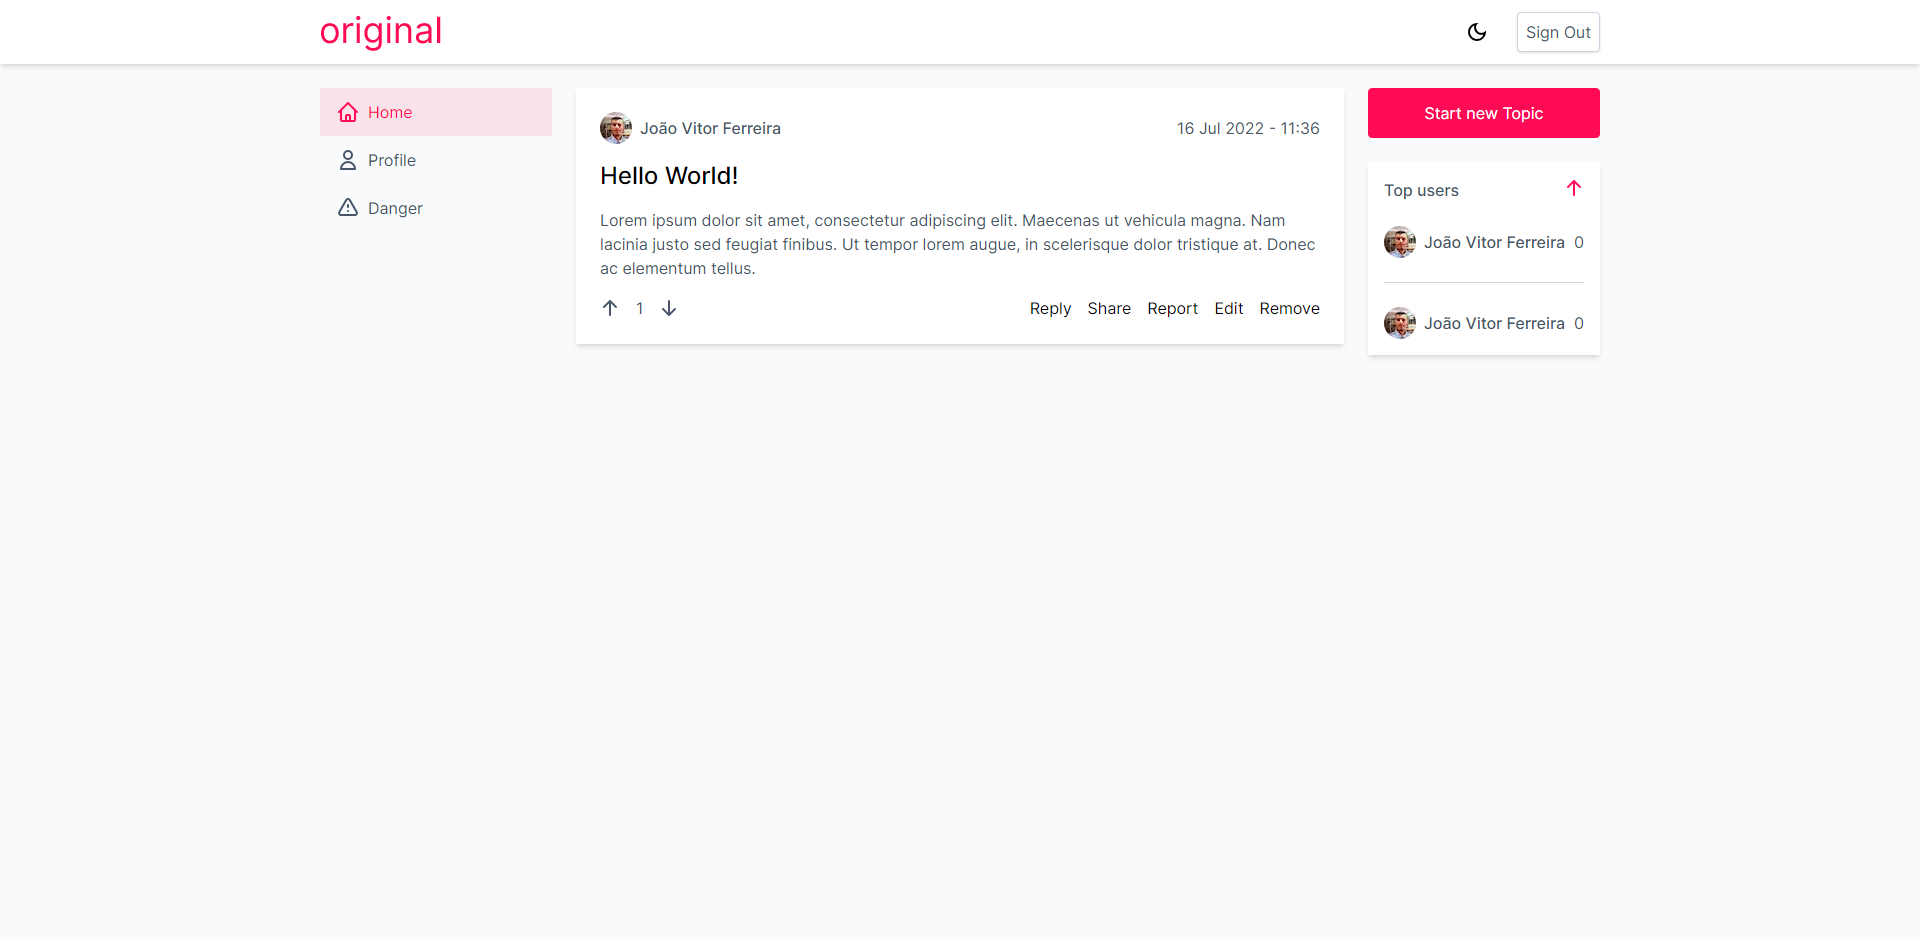 original
Sign Out
Home
Profile
Danger
João Vitor Ferreira
16 Jul 2022 - 11:36
Hello World!
Lorem ipsum dolor sit amet, consectetur adipiscing elit. Maecenas ut vehicula magna. Nam
lacinia justo sed feugiat finibus. Ut tempor lorem augue, in scelerisque dolor tristique at. Donec
ac elementum tellus.
1
Reply Share Report Edit Remove
Start new Topic
Top users
João Vitor Ferreira 0
João Vitor Ferreira 0